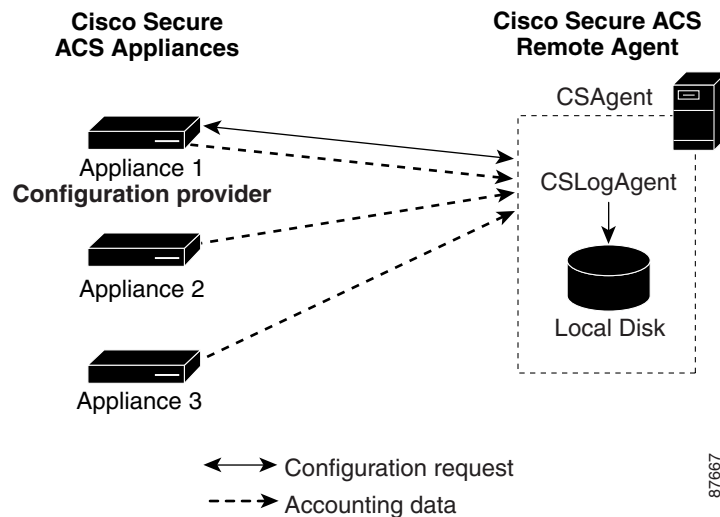 Cisco Secure
ACS Appliances
Cisco Secure ACS
Remote Agent
CSAgent
Appliance 1
Configuration provider
CSLogAgent
Appliance 2
Local Disk
Appliance 3
Configuration request
Accounting data
87667